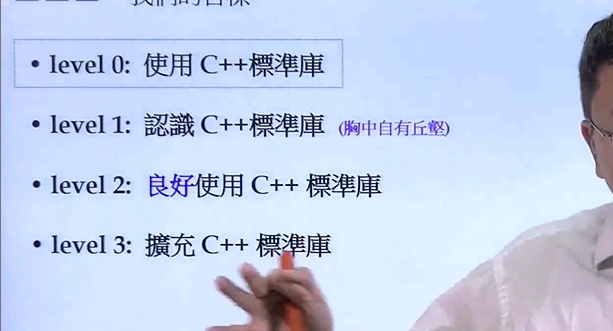 我們的目標
• level 0: 使用 C++標準庫
• level 1: 認識 C++標準庫 (胸中自有丘壑)
• level 2: 良好使用 C++ 標準庫
• level 3: 擴充 C++ 標準庫